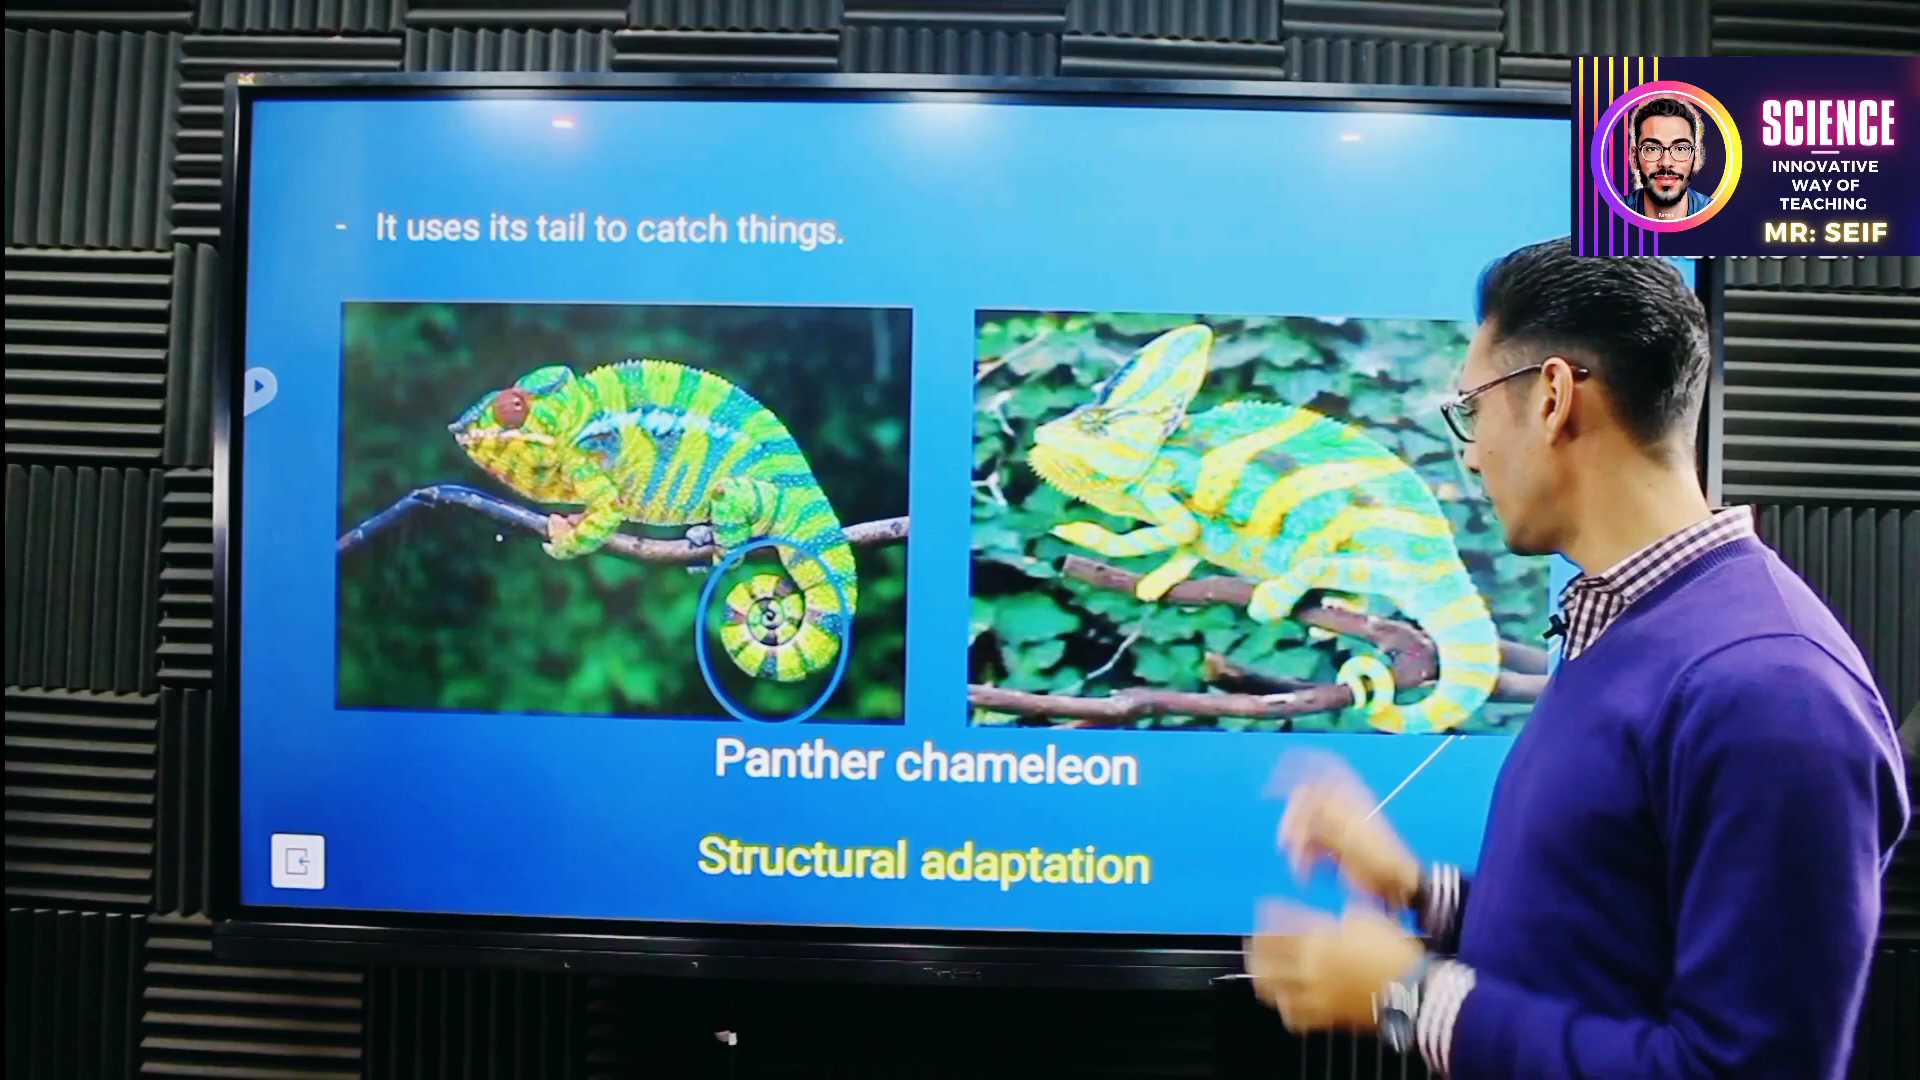 SCIENCE
INNOVATIVE
WAY OF
TEACHING
MR: SEIF
- It uses its tail to catch things.
Panther chameleon
Structural adaptation